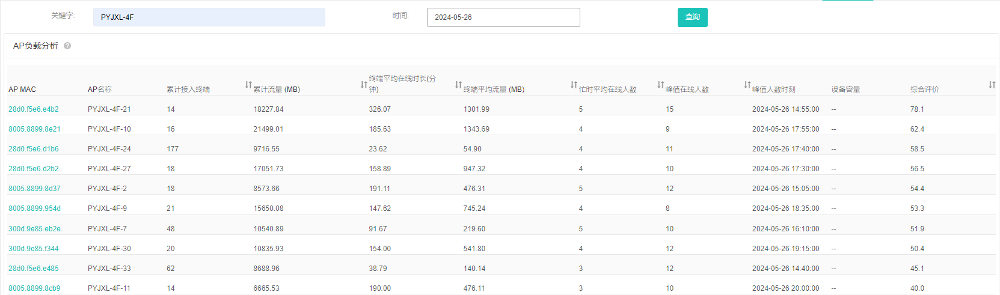 关键字: PYJXL-4F 时间: 2024-05-26 查询
AP负载分析 ?
AP MAC AP名称 累计接入终端 累计流量 (MB) 终端平均在线时长(分钟) 终端平均流量 (MB) 忙时平均在线人数 峰值在线人数 峰值人数时刻 设备容量 综合评价
28d0.f5e6.e4b2 PYJXL-4F-21 14 18227.84 326.07 1301.99 5 15 2024-05-26 14:55:00 -- 78.1
8005.8899.8e21 PYJXL-4F-10 16 21499.01 185.63 1343.69 4 9 2024-05-26 17:55:00 -- 62.4
28d0.f5e6.d1b6 PYJXL-4F-24 177 9716.55 23.62 54.90 4 11 2024-05-26 17:40:00 -- 58.5
28d0.f5e6.d2b2 PYJXL-4F-27 18 17051.73 158.89 947.32 4 10 2024-05-26 17:30:00 -- 56.5
8005.8899.8d37 PYJXL-4F-2 18 8573.66 191.11 476.31 5 12 2024-05-26 15:05:00 -- 54.4
8005.8899.954d PYJXL-4F-9 21 15650.08 147.62 745.24 4 8 2024-05-26 18:35:00 -- 53.3
300d.9e85.eb2e PYJXL-4F-7 48 10540.89 91.67 219.60 5 10 2024-05-26 16:10:00 -- 51.9
300d.9e85.f344 PYJXL-4F-30 20 10835.93 154.00 541.80 4 12 2024-05-26 19:15:00 -- 50.4
28d0.f5e6.e485 PYJXL-4F-33 62 8688.96 38.79 140.14 3 12 2024-05-26 14:40:00 -- 45.1
8005.8899.8cb9 PYJXL-4F-11 14 6665.53 190.00 476.11 3 10 2024-05-26 20:00:00 -- 40.0